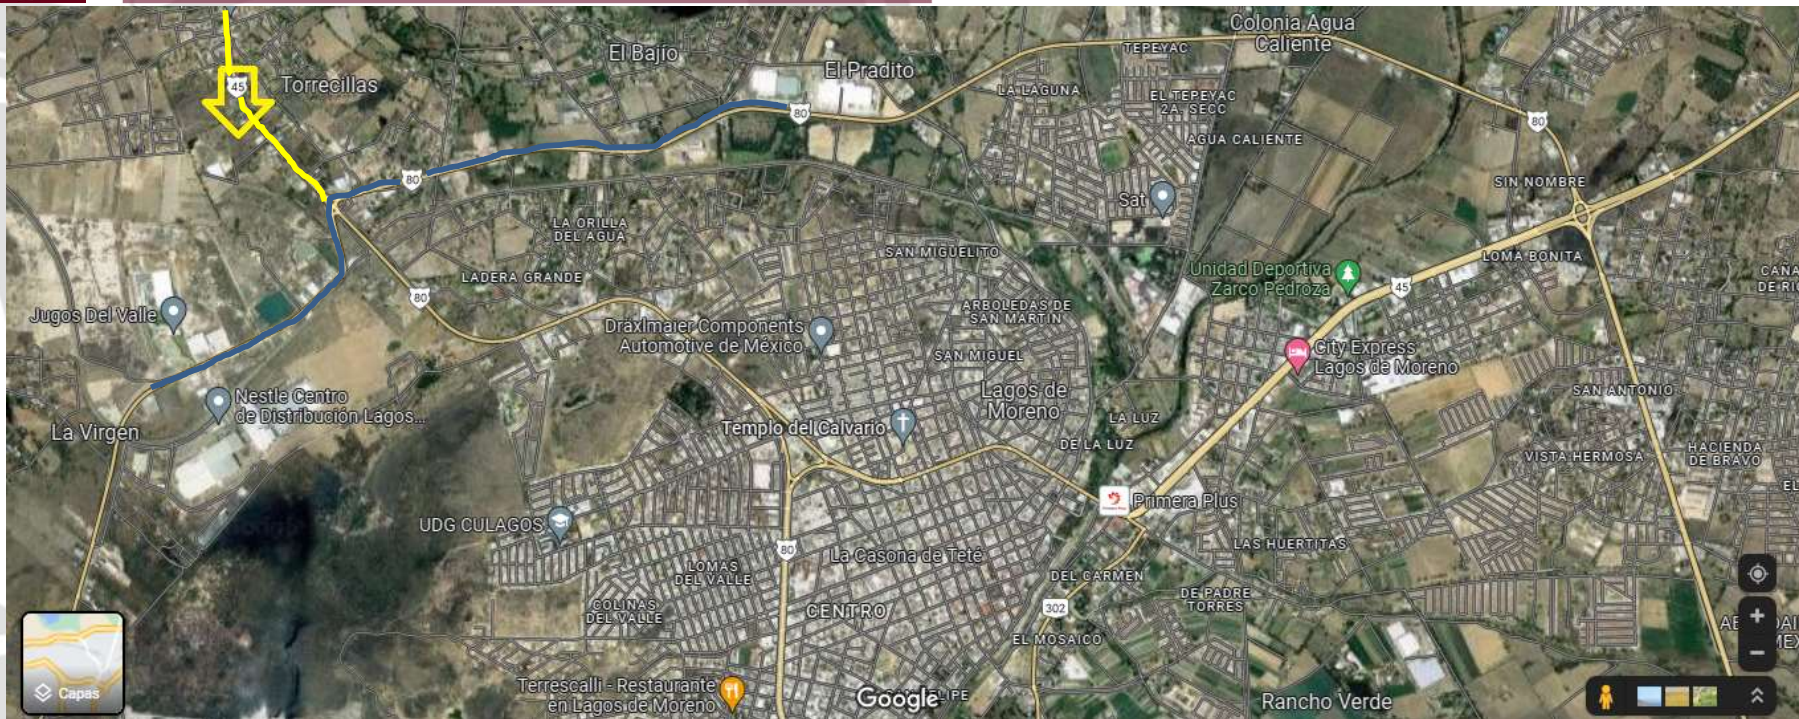 Colonia Agua
Caliente
El Bajío
TEPEYAC
El Pradito
45
Torrecillas
LA LAGUNA
EL TEPEYAC
2A. SECC
80
80
AGUA CALIENTE
80
SIN NOMBRE
Sat
LA ORILLA
DEL AGUA
SAN MIGUELITO
LOMA BONITA
LADERA GRANDE
Unidad Deportiva
Zarco Pedroza
45
CANA
DE RI
80
Jugos Del Valle
ARBOLEDAS DE
SAN MARTIN
Dräxlmaier Components
Automotive de México
SAN MIGUEL
City Express
Lagos de Moreno
Lagos de
Moreno
SAN ANTONIO
Nestle Centro
de Distribución Lagos...
La Virgen
Templo del Calvario
LA LUZ
DE LA LUZ
VISTA HERMOSA
HACIENDA
DE BRAVO
EL
Primera Plus
UDG CULAGOS
LAS HUERTITAS
80
La Casona de Teté
LOMAS
DEL VALLE
DEL CARMEN
DE PADRE
TORRES
COLINAS
DEL VALLE
CENTRO
302
EL MOSAICO
Capas
Terrescalli - Restaurante
en Lagos de Moreno
Google
FELIPE
Rancho Verde